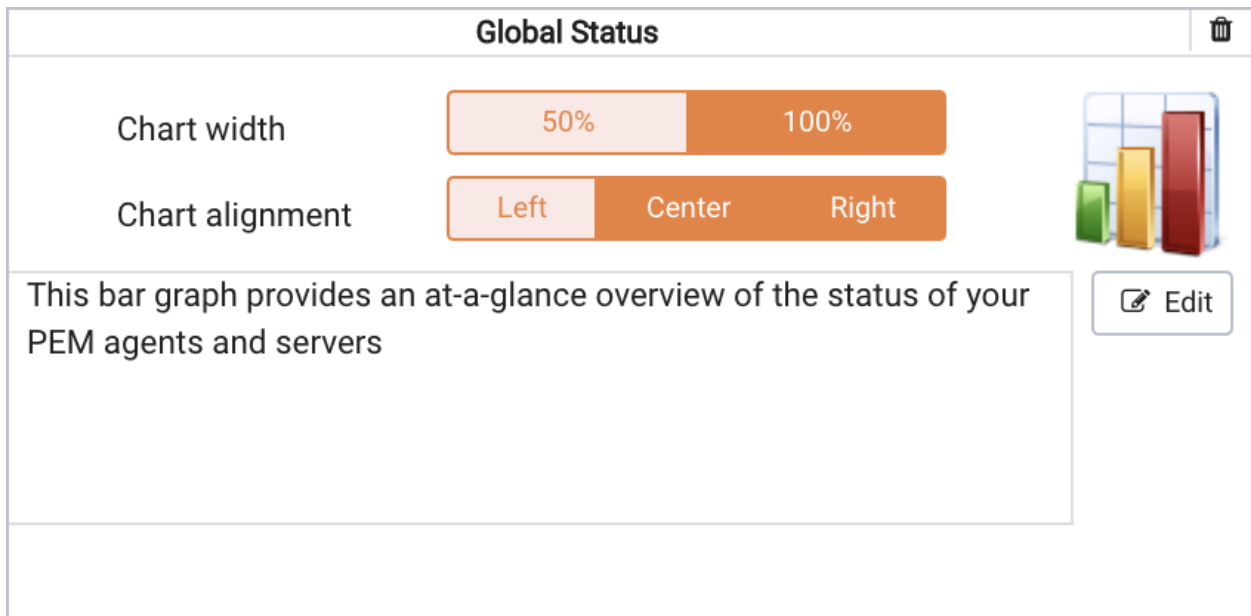 Global Status
Chart width
50%
100%
Chart alignment
Left
Center
Right
This bar graph provides an at-a-glance overview of the status of your
PEM agents and servers
Edit